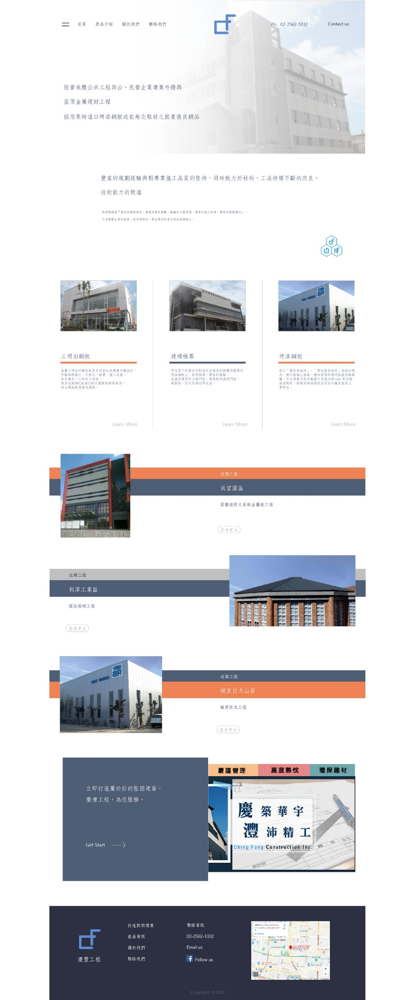 首頁 產品介紹 關於我們 聯絡我們
Ph: 02-2562-1032
Contect us
經營承攬公共工程與公、民營企業建案外牆與
屋頂金屬建材工程
採用萊時進口烤漆鋼板或在地化取材之國產優良鋼品
豐富的規劃經驗與對專業施工品質的堅持，同時致力於材料、工法持續不斷的改良、
技術能力的精進
我們秉持著『高度的服務熱忱、專業的設計規劃、嚴謹的工程管理、優質的施工技術、環保的節能建材』，
力求彰顯企業的品質、品味與理念，將企業的形象呈現在建築物上。
三明治鋼板
金屬三明治外牆系統是目前當紅的建築外牆設計，
外觀具輕量化，不燃化、耐震、施工迅速，
本身兼具一小時防火時效，
吸音性能NRC直達0.95大幅降低建築成本，
符合環保綠建築的理想。
Learn More
玻璃帷幕
可依客戶的需求印刷各式各樣色彩鮮艷的圖案於
烤漆鋼板上，具有經濟，環保的優點，
本產品應用於冰箱門板、建築物的高級門板、
隔間板、室外用建材等用途。
Learn More
YKK
aP.
YKK TAIWAN
烤漆鋼板
是以「簡約的設計」、「高性能的設計」為設計概
念，盡可能縮小窗框，增加玻璃的透明性能的帷幕
牆，方立與無目的外觀都只有最大60 mm 用來增
強流暢度，透明感與協調感並存的外牆表面是主
要特性。
Learn More
聯增科技 聯瑩工藝
近期工程
渴望園區
屋牆面防火系統金屬板工程
查看更多
近期工程
利澤工業區
雨庇格柵工程
查看更多
YKK
aP.
YKK TAIWAN
近期工程
埔里日月山莊
廠房拉皮工程
查看更多
立即打造屬於你的堅固建築，
慶灃工程，為您服務。
Get Start
嚴謹管理 高度熱忱 環保建材
慶築華宇
灃沛精工
Ching Fong Construction Inc.
慶豐工程
打造新的建案
產品資訊
關於我們
聯絡我們
聯絡資訊
02-2562-1032
Email us
Follow us
Copyright ©2020